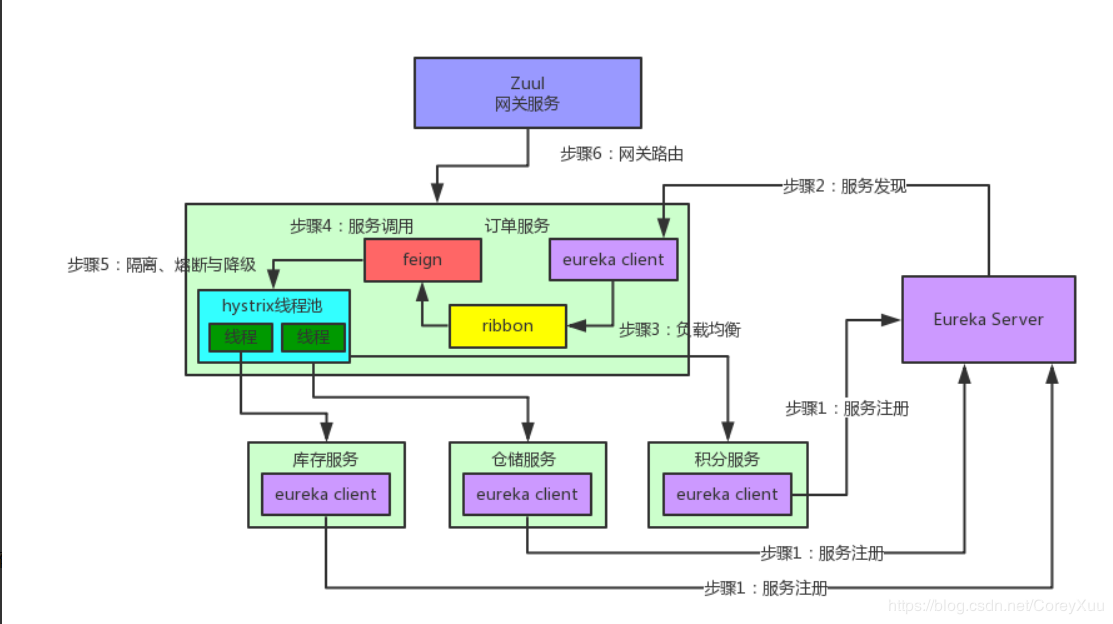 Zuul
网关服务
步骤6：网关路由
步骤2：服务发现
步骤4：服务调用
订单服务
feign
eureka client
步骤5：隔离、熔断与降级
hystrix线程池
线程
线程
ribbon
步骤3：负载均衡
Eureka Server
步骤1：服务注册
库存服务
eureka client
仓储服务
eureka client
积分服务
eureka client
步骤1：服务注册
步骤1：服务注册
https://blog.csdn.net/CoreyXuu